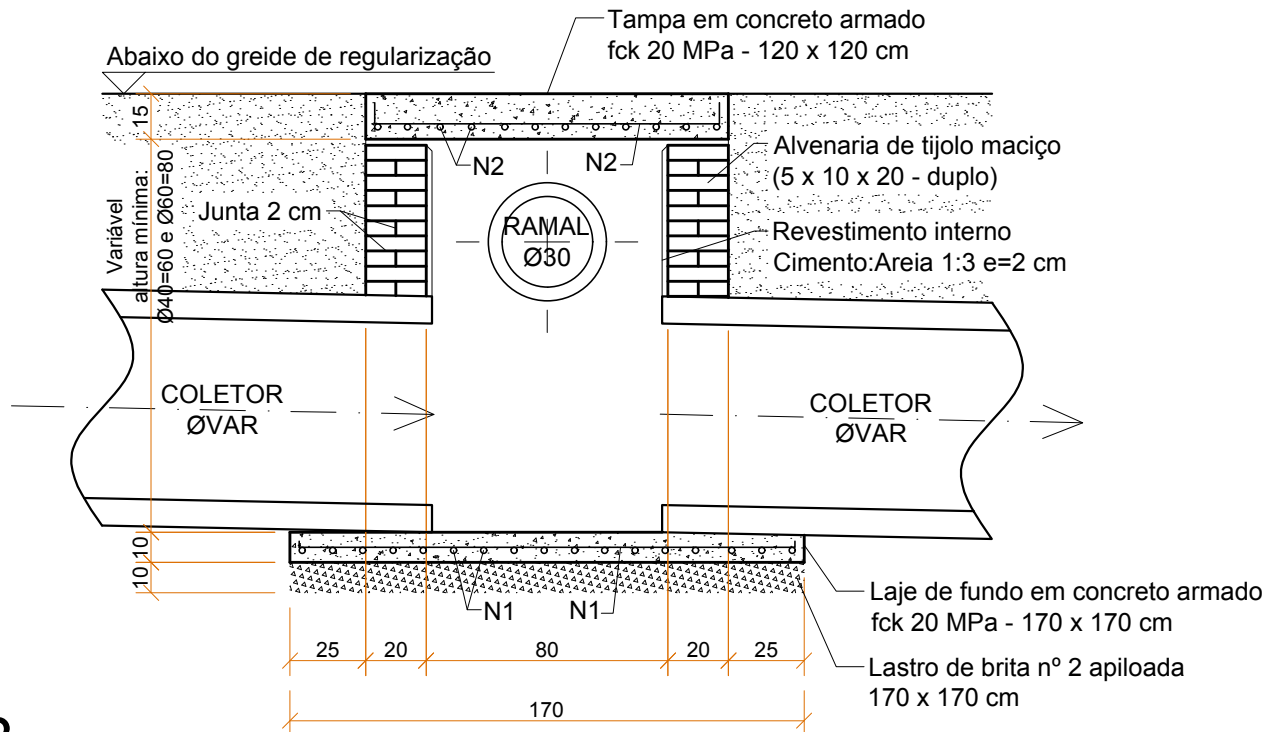 Tampa em concreto armado
fck 20 MPa - 120 x 120 cm
Abaixo do greide de regularização
15
N2
N2
Alvenaria de tijolo maciço
(5 x 10 x 20 - duplo)
Variável
altura mínima:
Ø40=60 e Ø60=80
Junta 2 cm
RAMAL
Ø30
Revestimento interno
Cimento:Areia 1:3 e=2 cm
COLETOR
ØVAR
COLETOR
ØVAR
10
10
N1
N1
Laje de fundo em concreto armado
fck 20 MPa - 170 x 170 cm
25
20
80
20
25
Lastro de brita nº 2 apiloada
170 x 170 cm
170